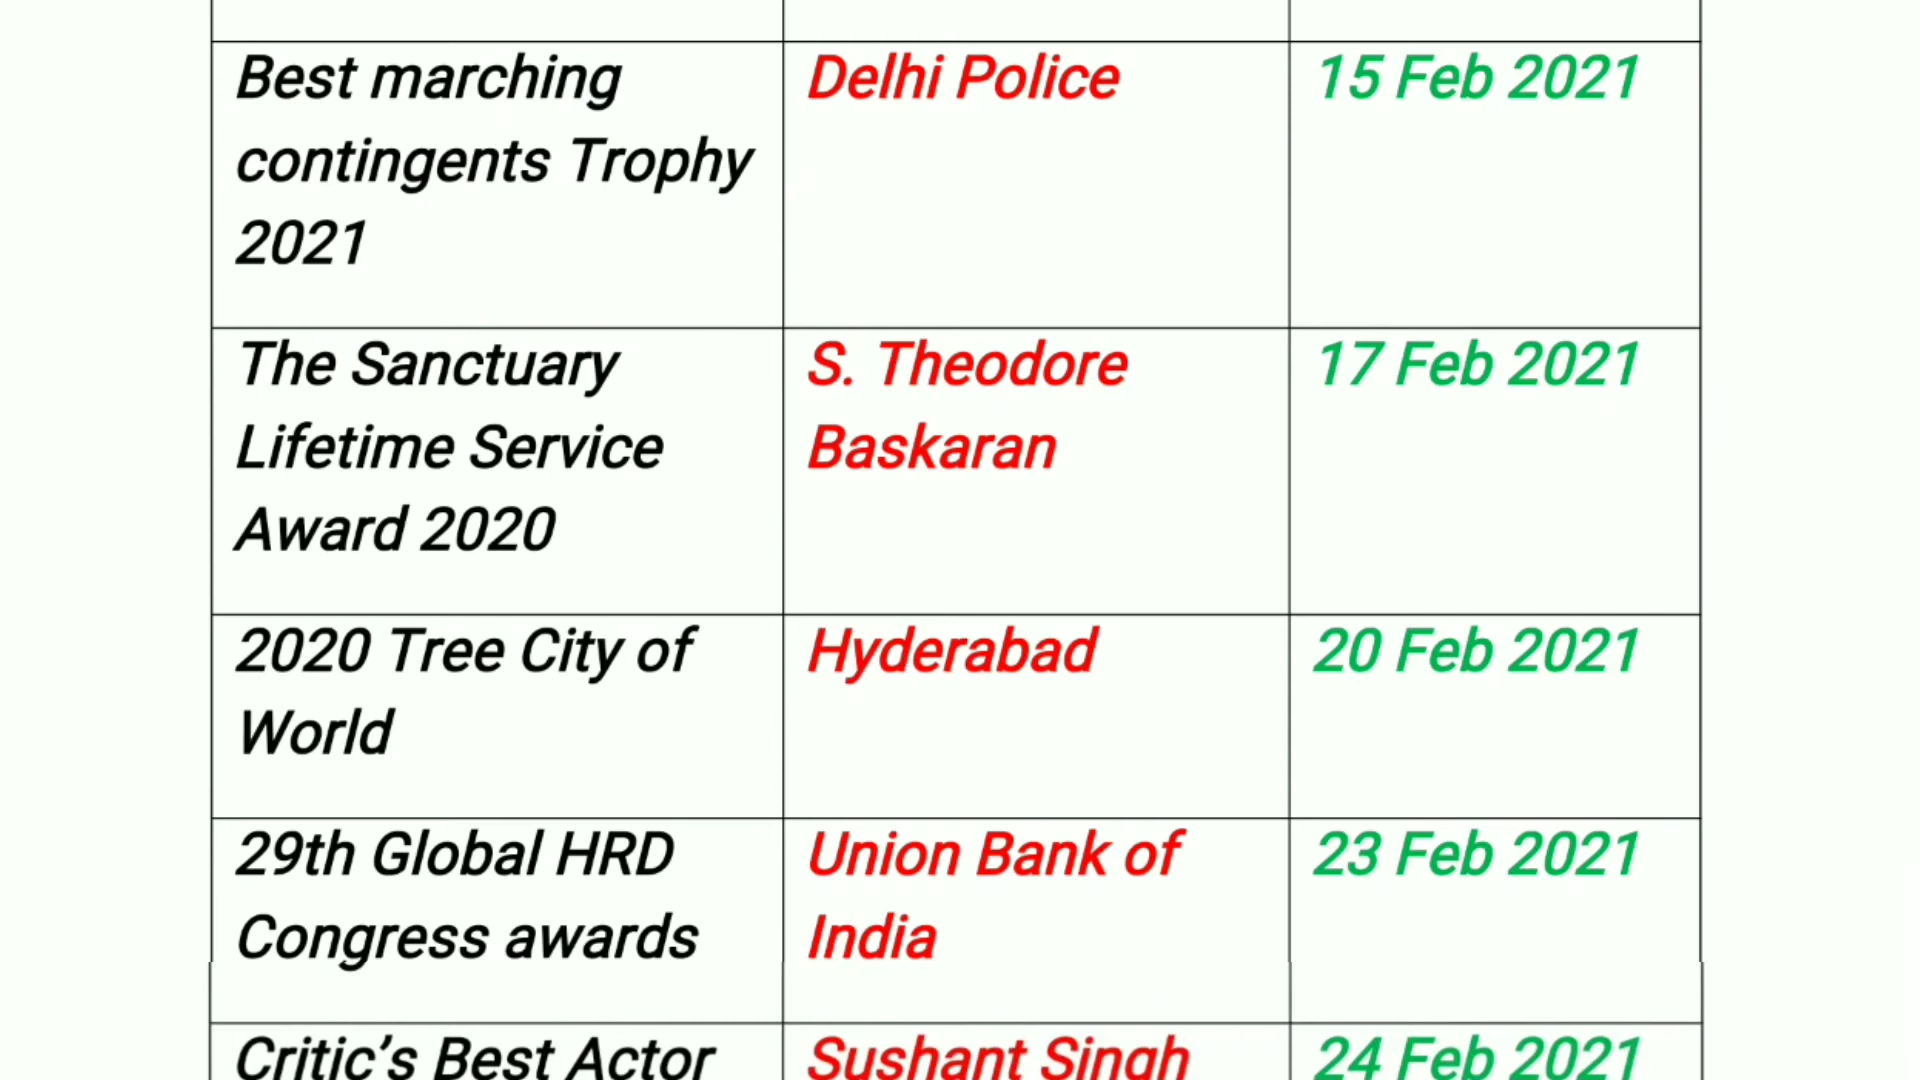 Best marching Delhi Police 15 Feb 2021
contingents Trophy
2021
The Sanctuary S. Theodore 17 Feb 2021
Lifetime Service Baskaran
Award 2020
2020 Tree City of Hyderabad 20 Feb 2021
World
29th Global HRD Union Bank of 23 Feb 2021
Congress awards India
Critic’s Best Actor Sushant Singh 24 Feb 2021